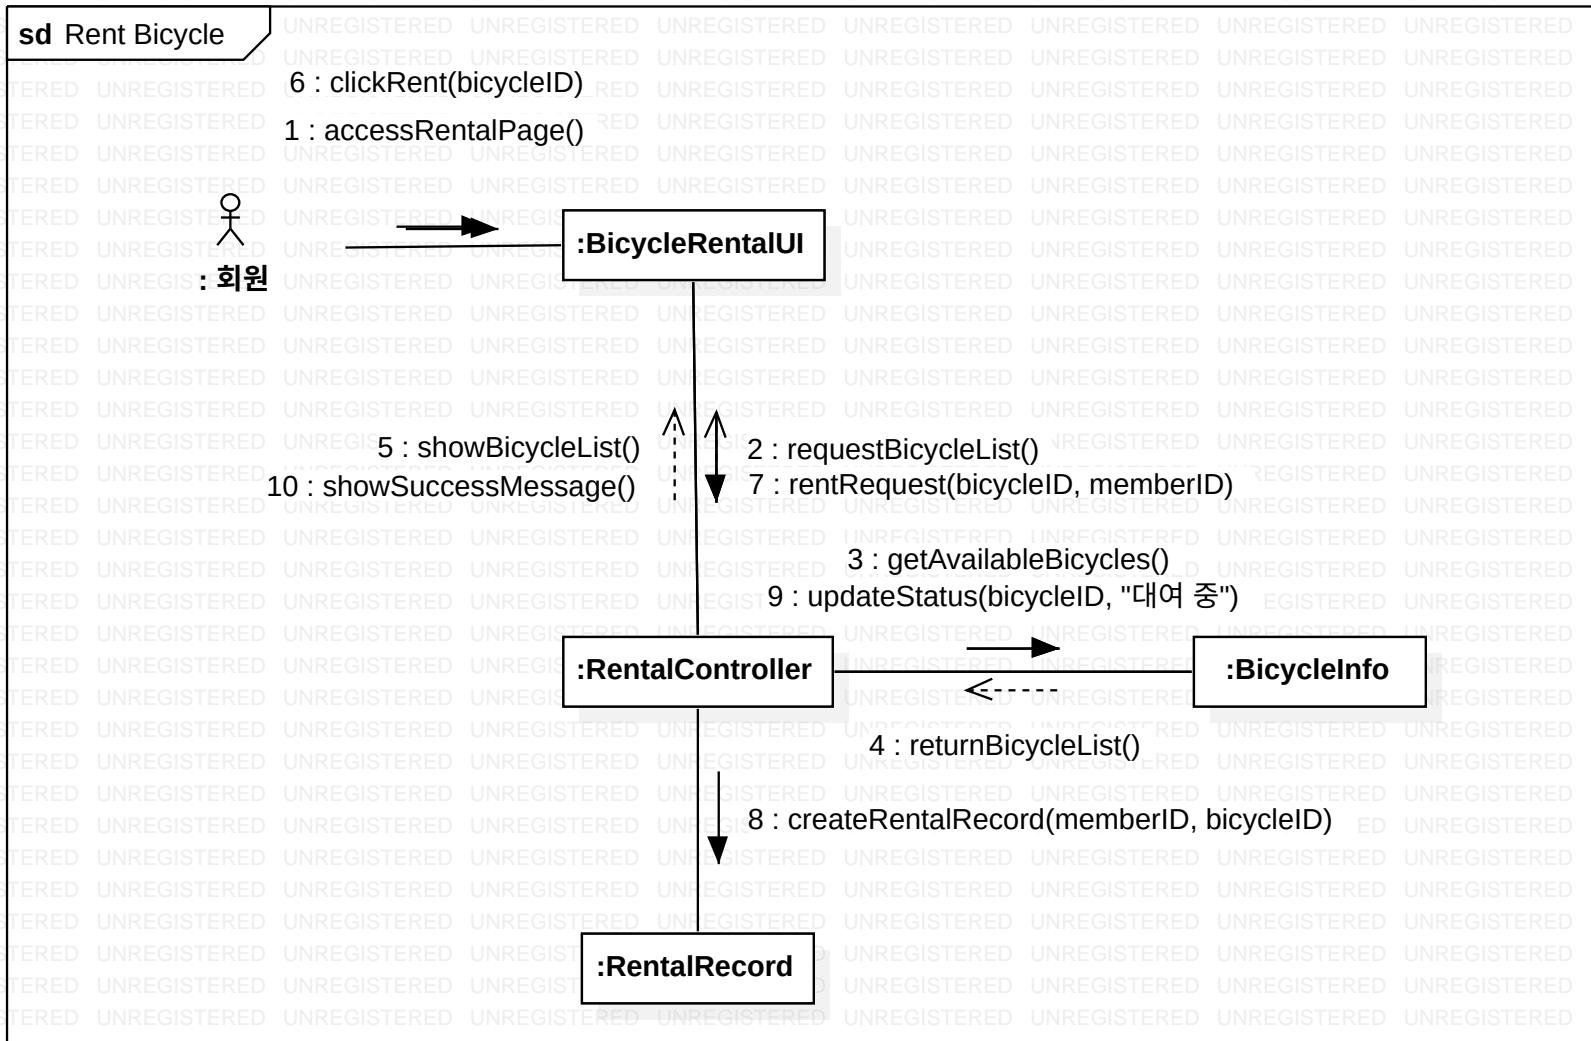 sd Rent Bicycle
6 : clickRent(bicycleID)
1 : accessRentalPage()
: 회원
:BicycleRentalUI
5 : showBicycleList()
2 : requestBicycleList()
10 : showSuccessMessage()
7 : rentRequest(bicycleID, memberID)
3 : getAvailableBicycles()
9 : updateStatus(bicycleID, "대여 중")
:RentalController
:BicycleInfo
4 : returnBicycleList()
8 : createRentalRecord(memberID, bicycleID)
:RentalRecord
UNREGISTERED